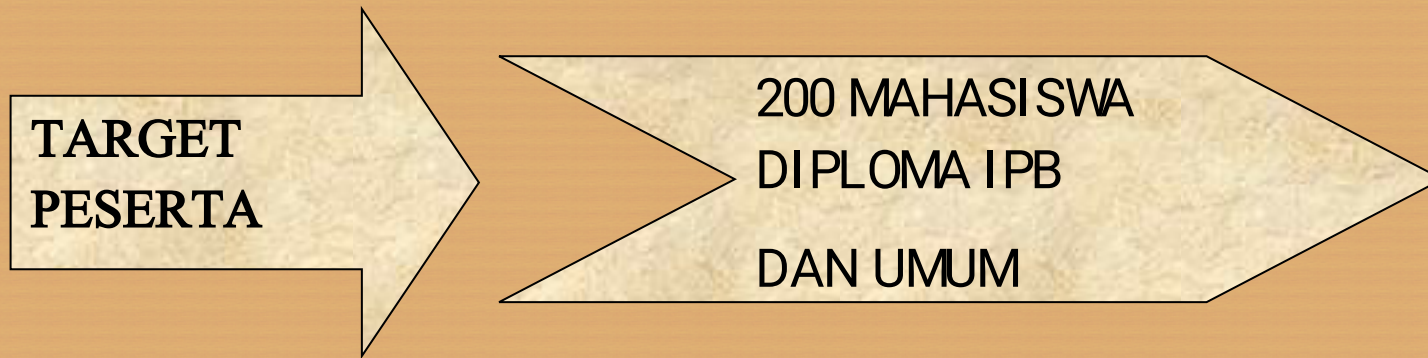 TARGET
PESERTA
200 MAHASISWA
DIPLOMA IPB
DAN UMUM